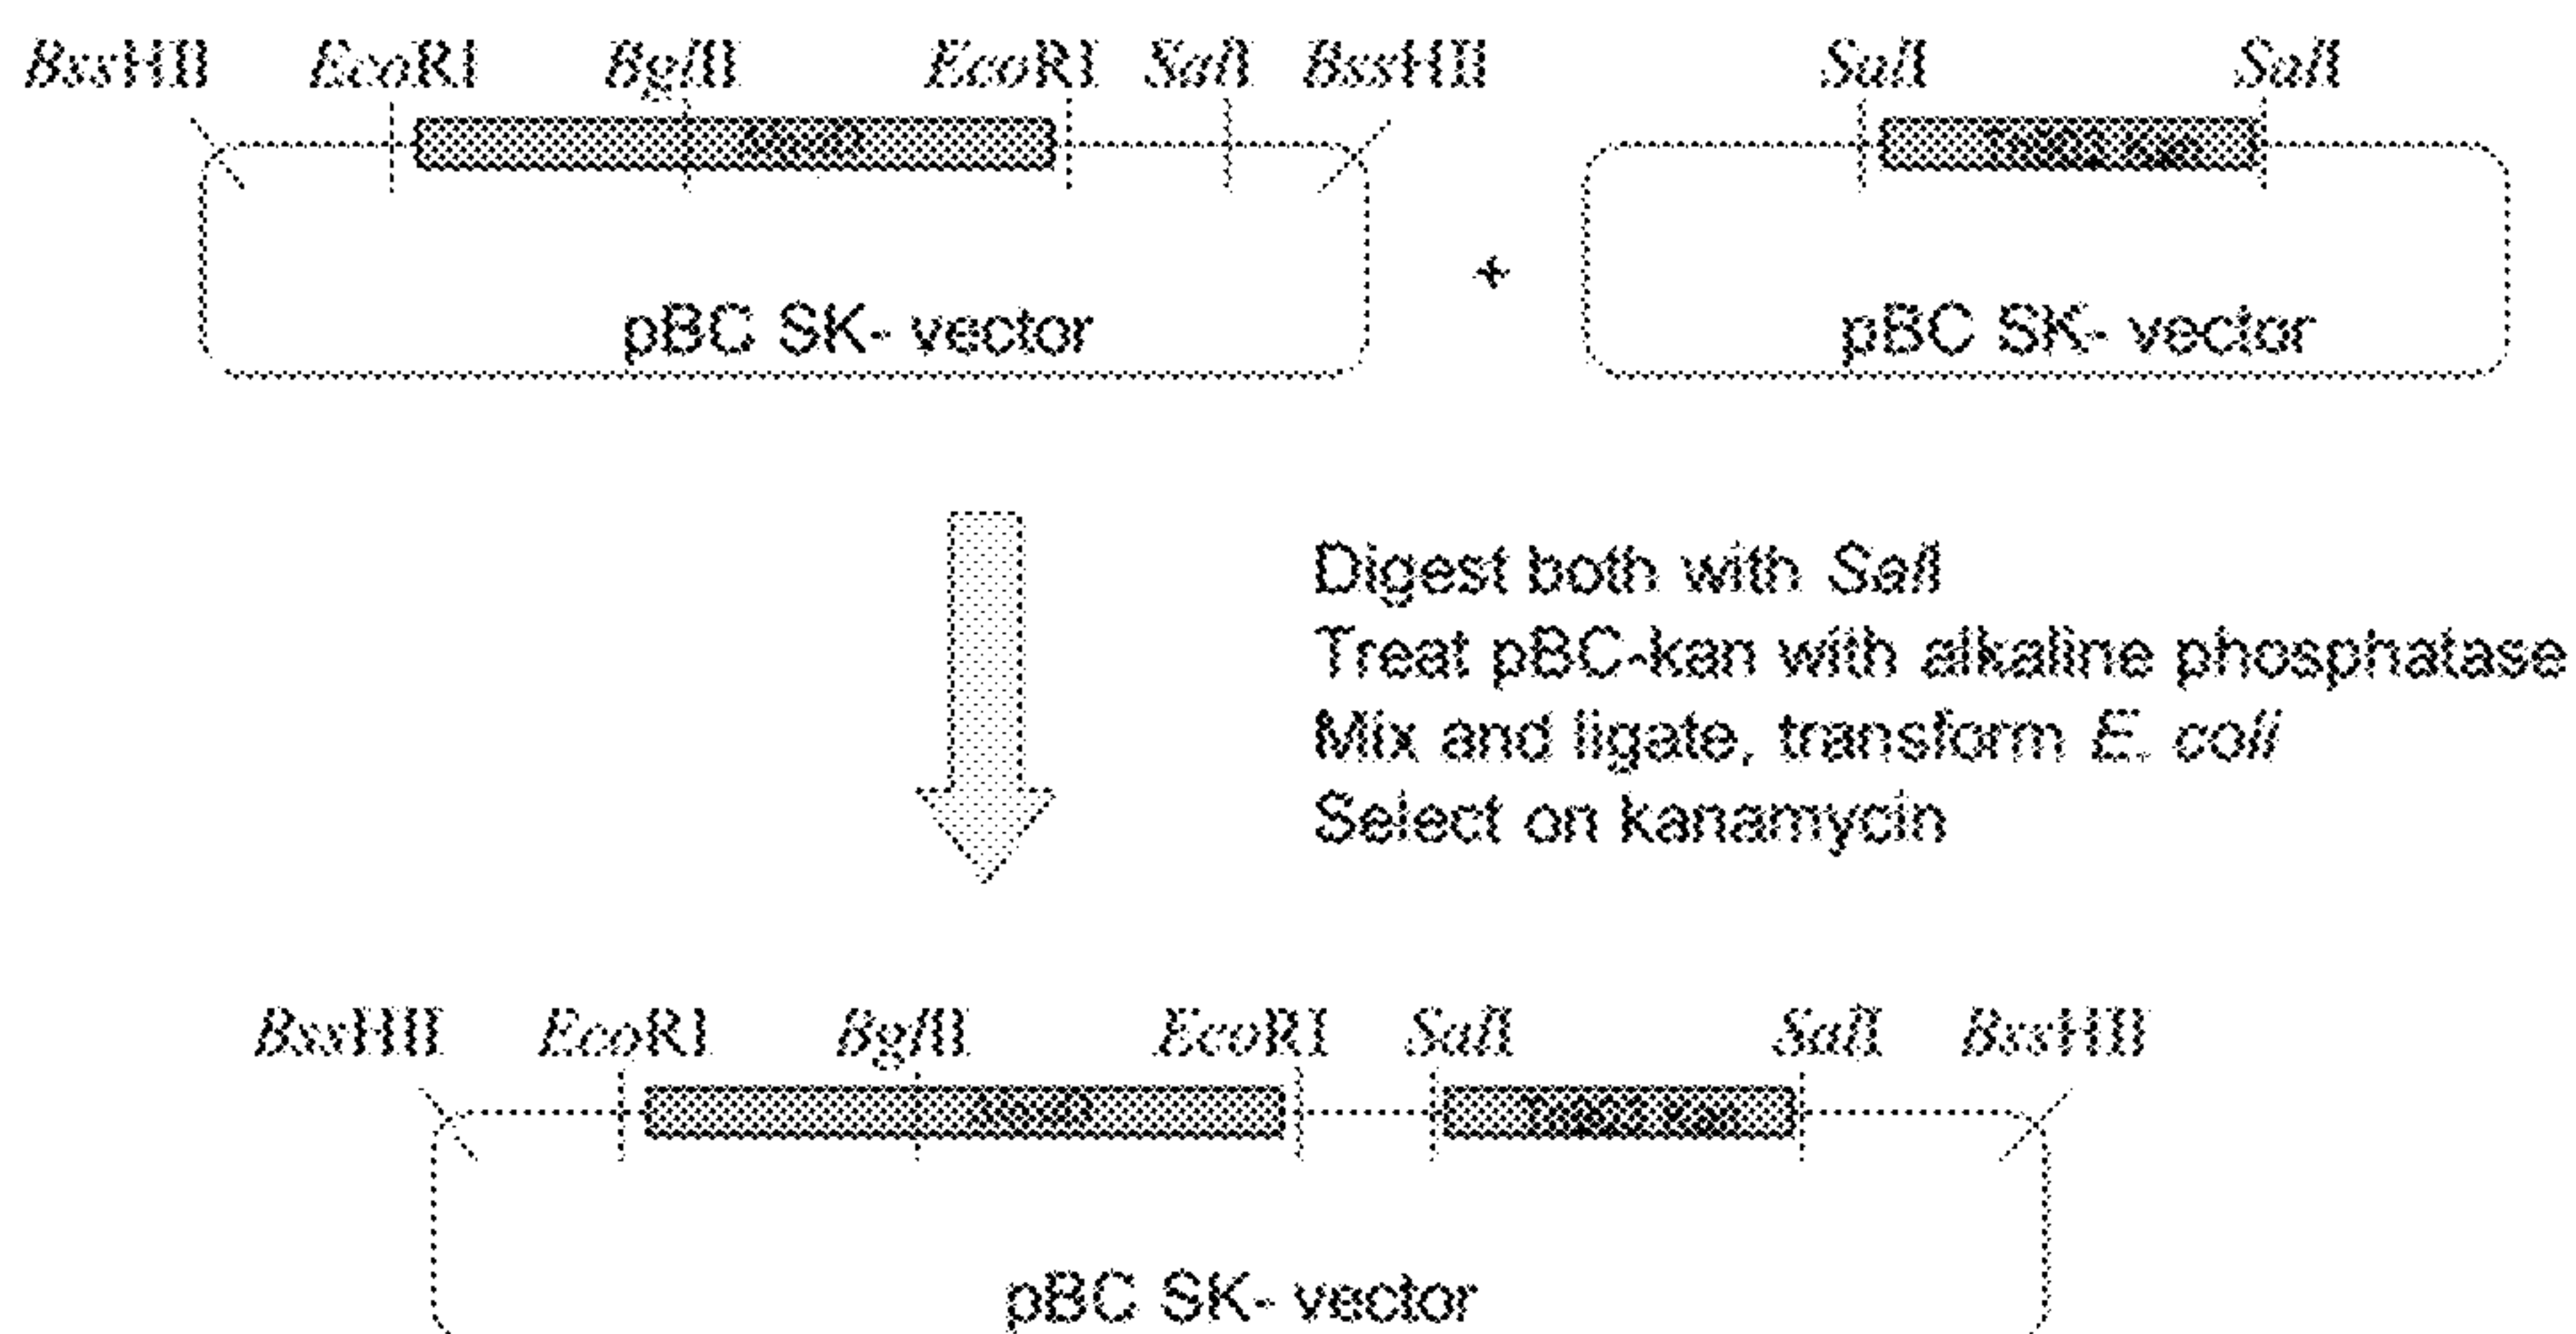 BssHII EcoRI BglII EcoRI SalI BssHII SalI SalI
+
pBC SK- vector pBC SK- vector
Digest both with SalI
Treat pBC-kan with alkaline phosphatase
Mix and ligate, transform E. coli
Select on kanamycin
BssHII EcoRI BglII EcoRI SalI SalI BssHII
Kan
pBC SK- vector